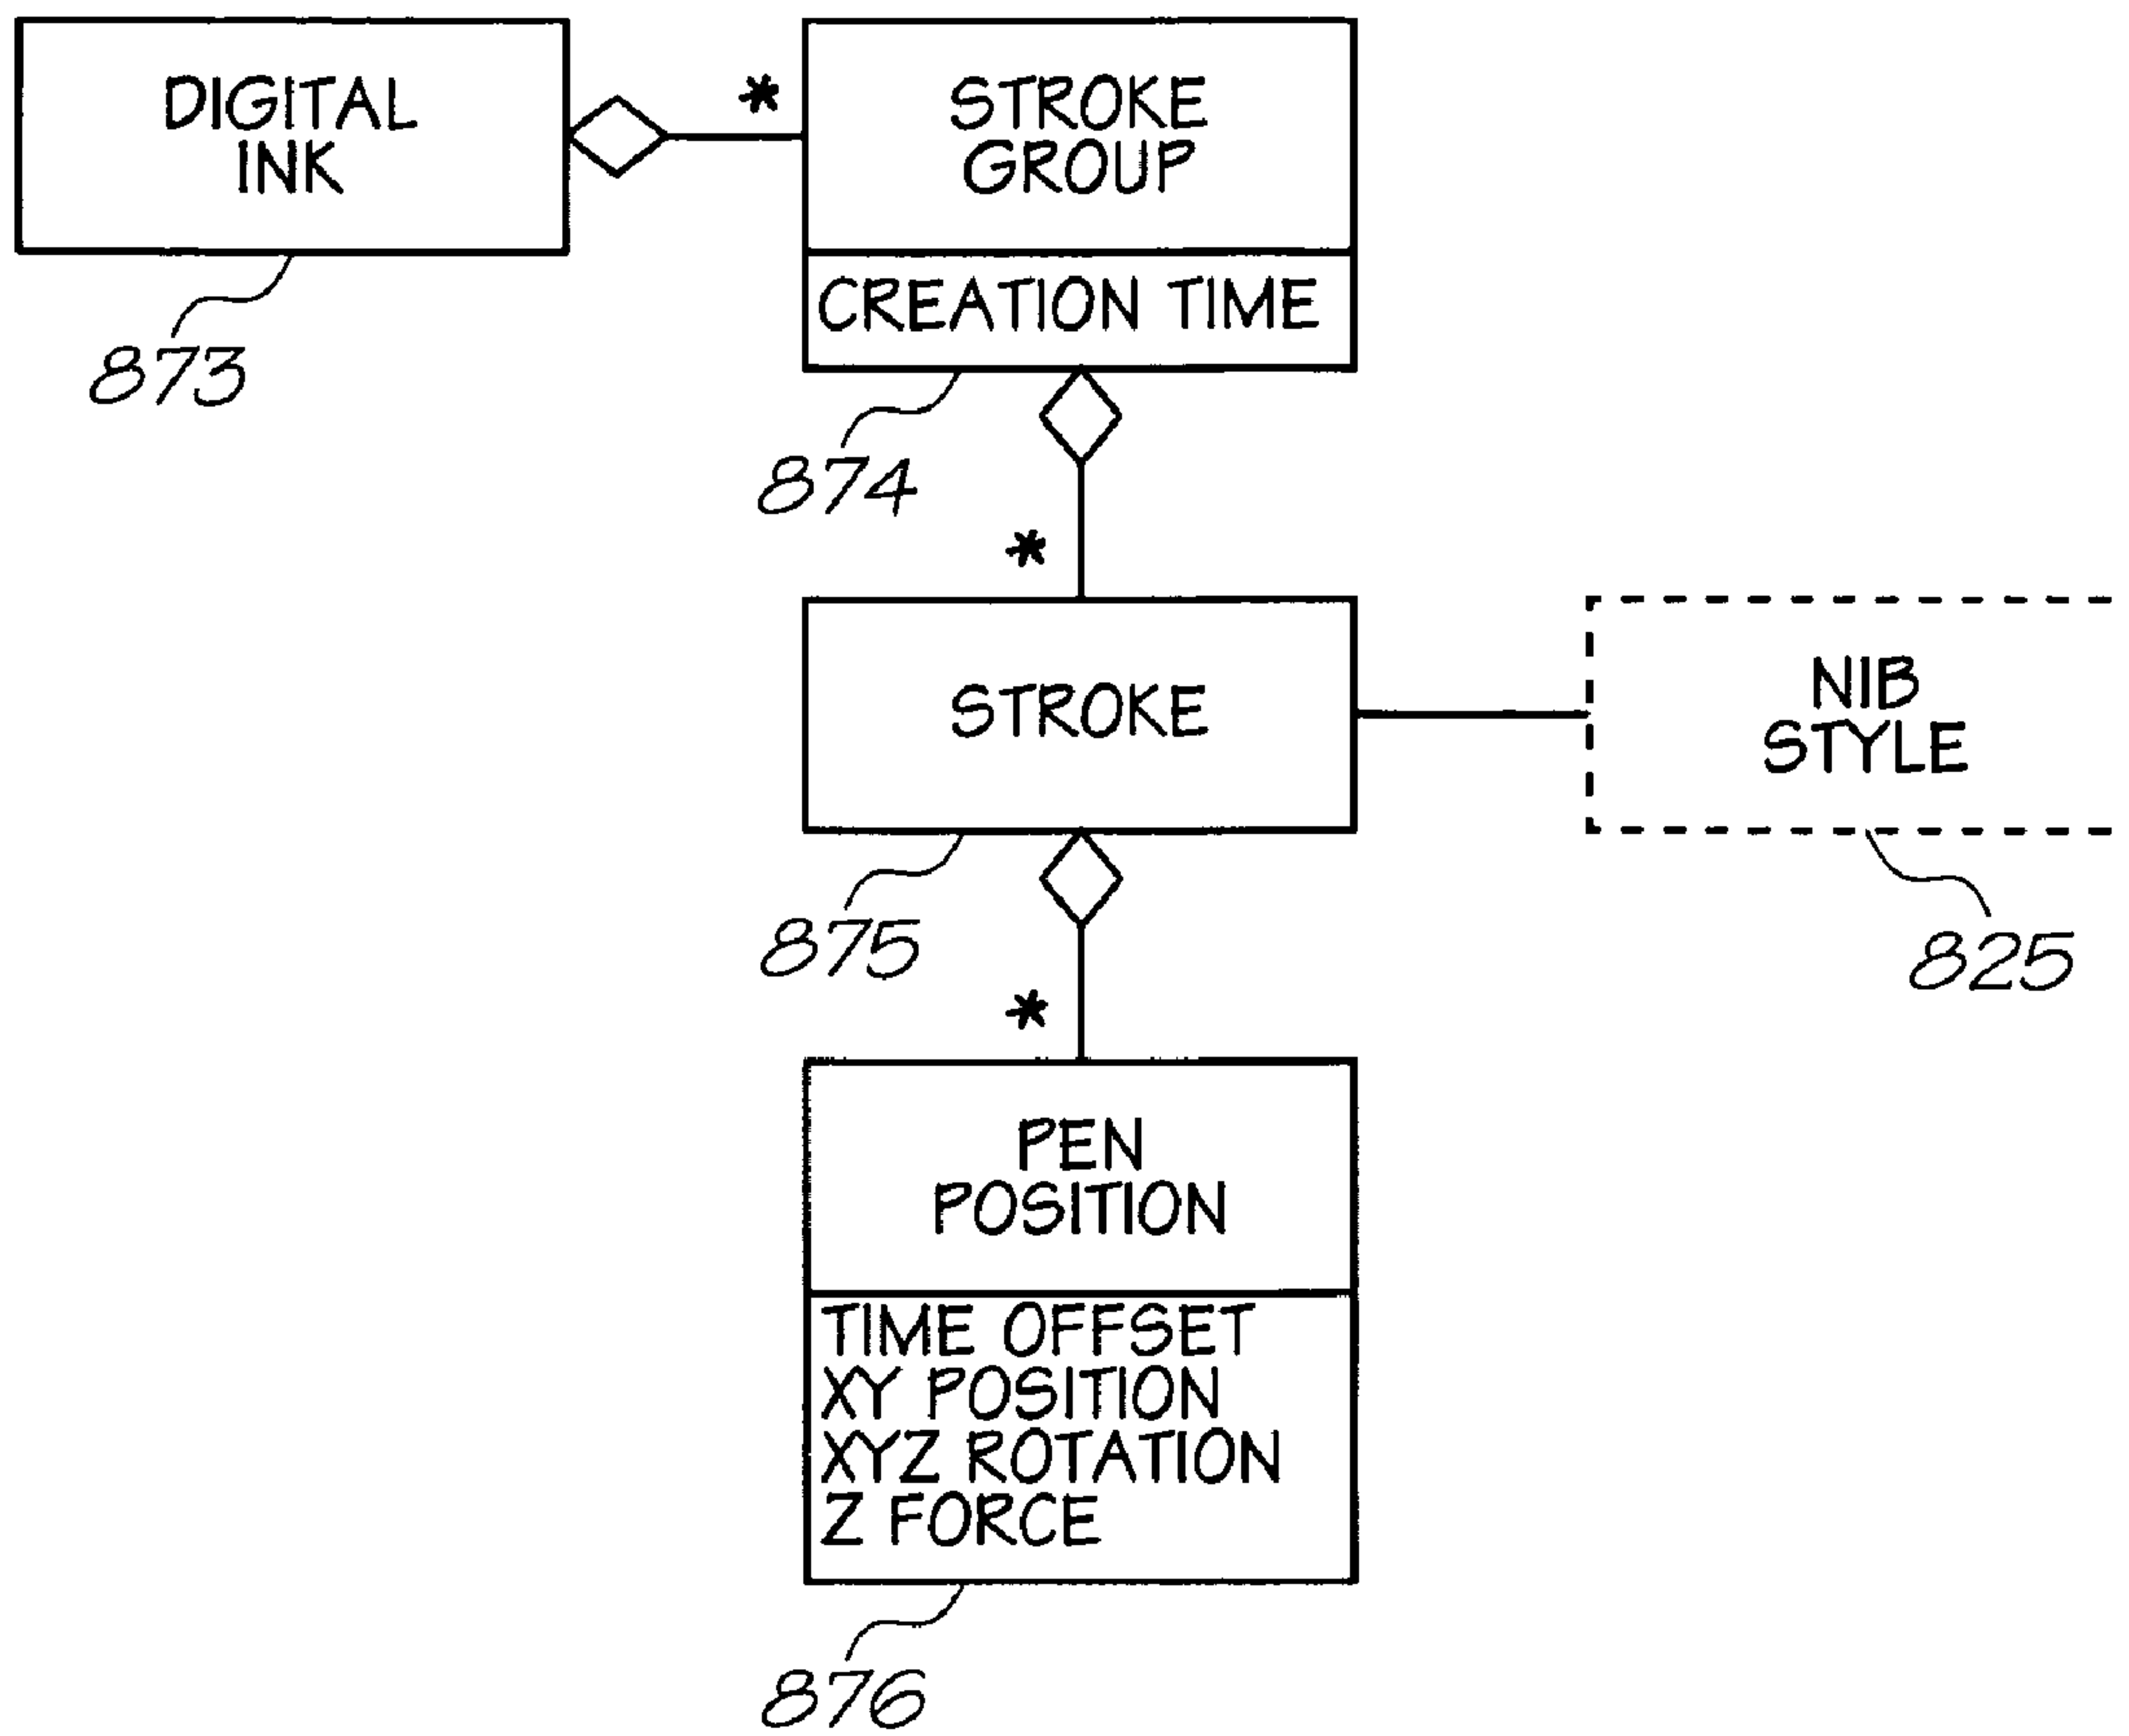 DIGITAL
INK
*
STROKE
GROUP
CREATION TIME
873
874
*
STROKE
NIB
STYLE
875
825
*
PEN
POSITION
TIME OFFSET
XY POSITION
XYZ ROTATION
Z FORCE
876